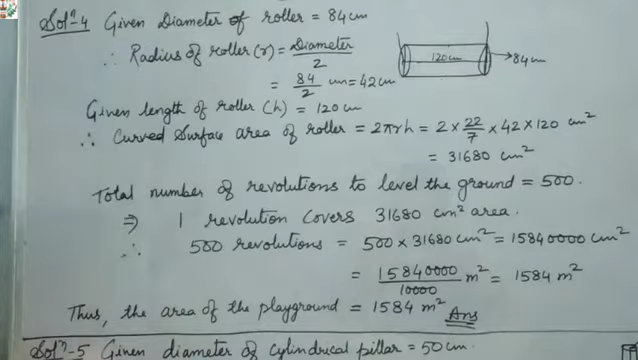 Solⁿ-4 Given Diameter of roller = 84 cm
∴ Radius of roller (r) = Diameter/2
= 84/2 cm = 42 cm
120 cm
84 cm
Given length of roller (h) = 120 cm
∴ Curved Surface area of roller = 2πrh = 2 × 22/7 × 42 × 120 cm²
= 31680 cm²
Total number of revolutions to level the ground = 500.
⇒ 1 revolution covers 31680 cm² area.
∴ 500 revolutions = 500 × 31680 cm² = 15840000 cm²
= 15840000/10000 m² = 1584 m²
Thus, the area of the playground = 1584 m² Ans
Solⁿ-5 Given diameter of cylindrical pillar = 50 cm.